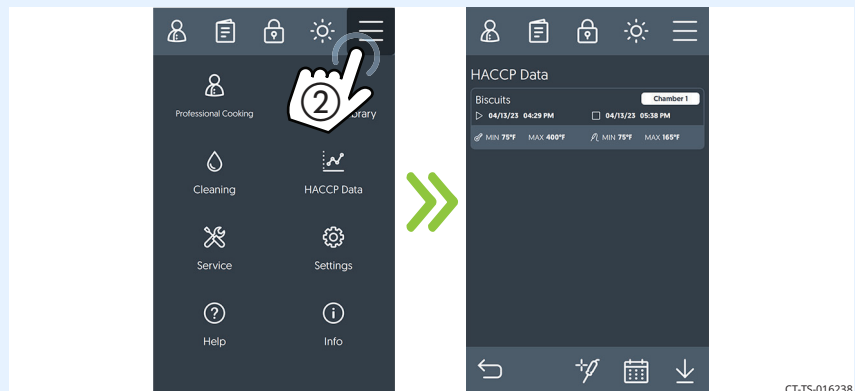 ②
Professional Cooking
brary
Cleaning
HACCP Data
Service
Settings
Help
Info
HACCP Data
Biscuits
Chamber 1
04/13/23 04:29 PM
04/13/23 05:38 PM
MIN 75°F MAX 400°F
MIN 75°F MAX 165°F
CT-TS-016238